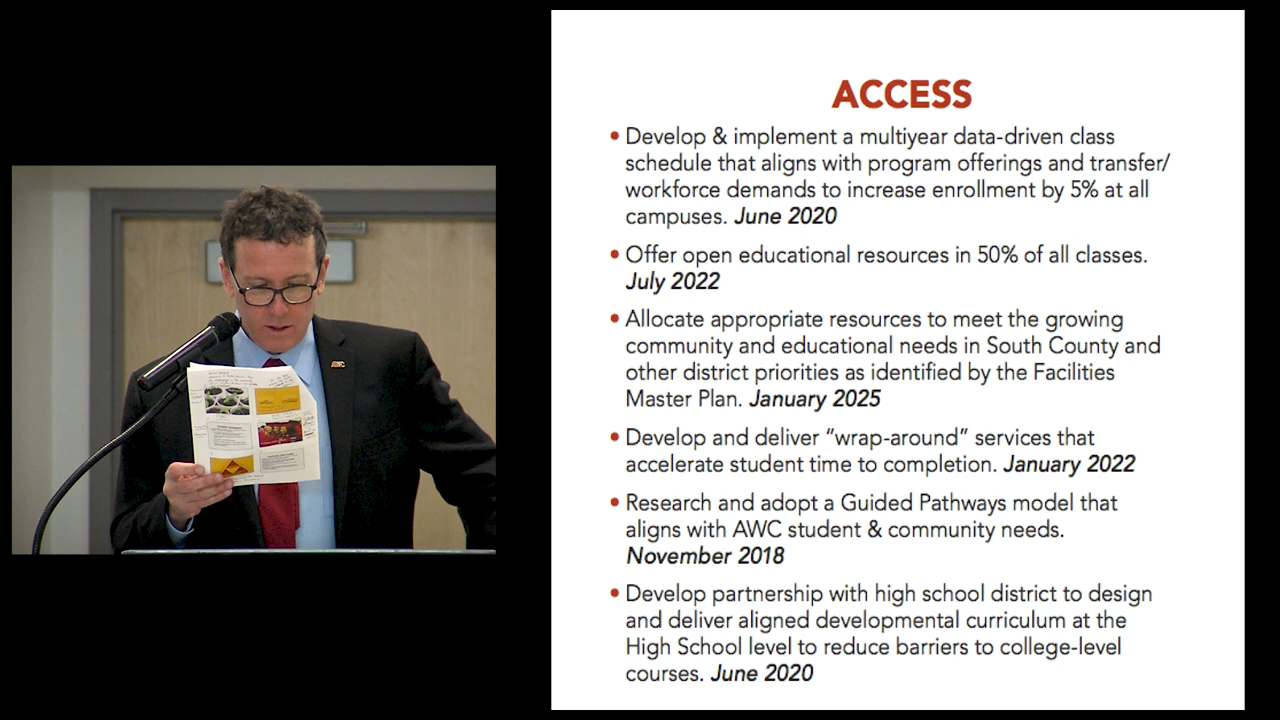 ACCESS
• Develop & implement a multiyear data-driven class
schedule that aligns with program offerings and transfer/
workforce demands to increase enrollment by 5% at all
campuses. June 2020
• Offer open educational resources in 50% of all classes.
July 2022
• Allocate appropriate resources to meet the growing
community and educational needs in South County and
other district priorities as identified by the Facilities
Master Plan. January 2025
• Develop and deliver “wrap-around” services that
accelerate student time to completion. January 2022
• Research and adopt a Guided Pathways model that
aligns with AWC student & community needs.
November 2018
• Develop partnership with high school district to design
and deliver aligned developmental curriculum at the
High School level to reduce barriers to college-level
courses. June 2020